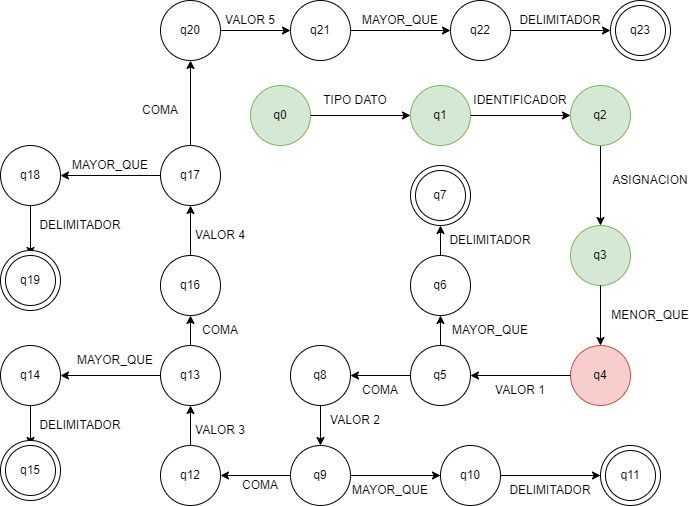 q20
VALOR 5
q21
MAYOR_QUE
q22
DELIMITADOR
q23
COMA
q0
TIPO DATO
q1
IDENTIFICADOR
q2
q18
MAYOR_QUE
q17
ASIGNACION
q7
DELIMITADOR
VALOR 4
DELIMITADOR
q3
q19
q16
q6
MENOR_QUE
COMA
MAYOR_QUE
q14
MAYOR_QUE
q13
q8
COMA
q5
VALOR 1
q4
DELIMITADOR
VALOR 3
VALOR 2
q15
q12
COMA
q9
MAYOR_QUE
q10
DELIMITADOR
q11